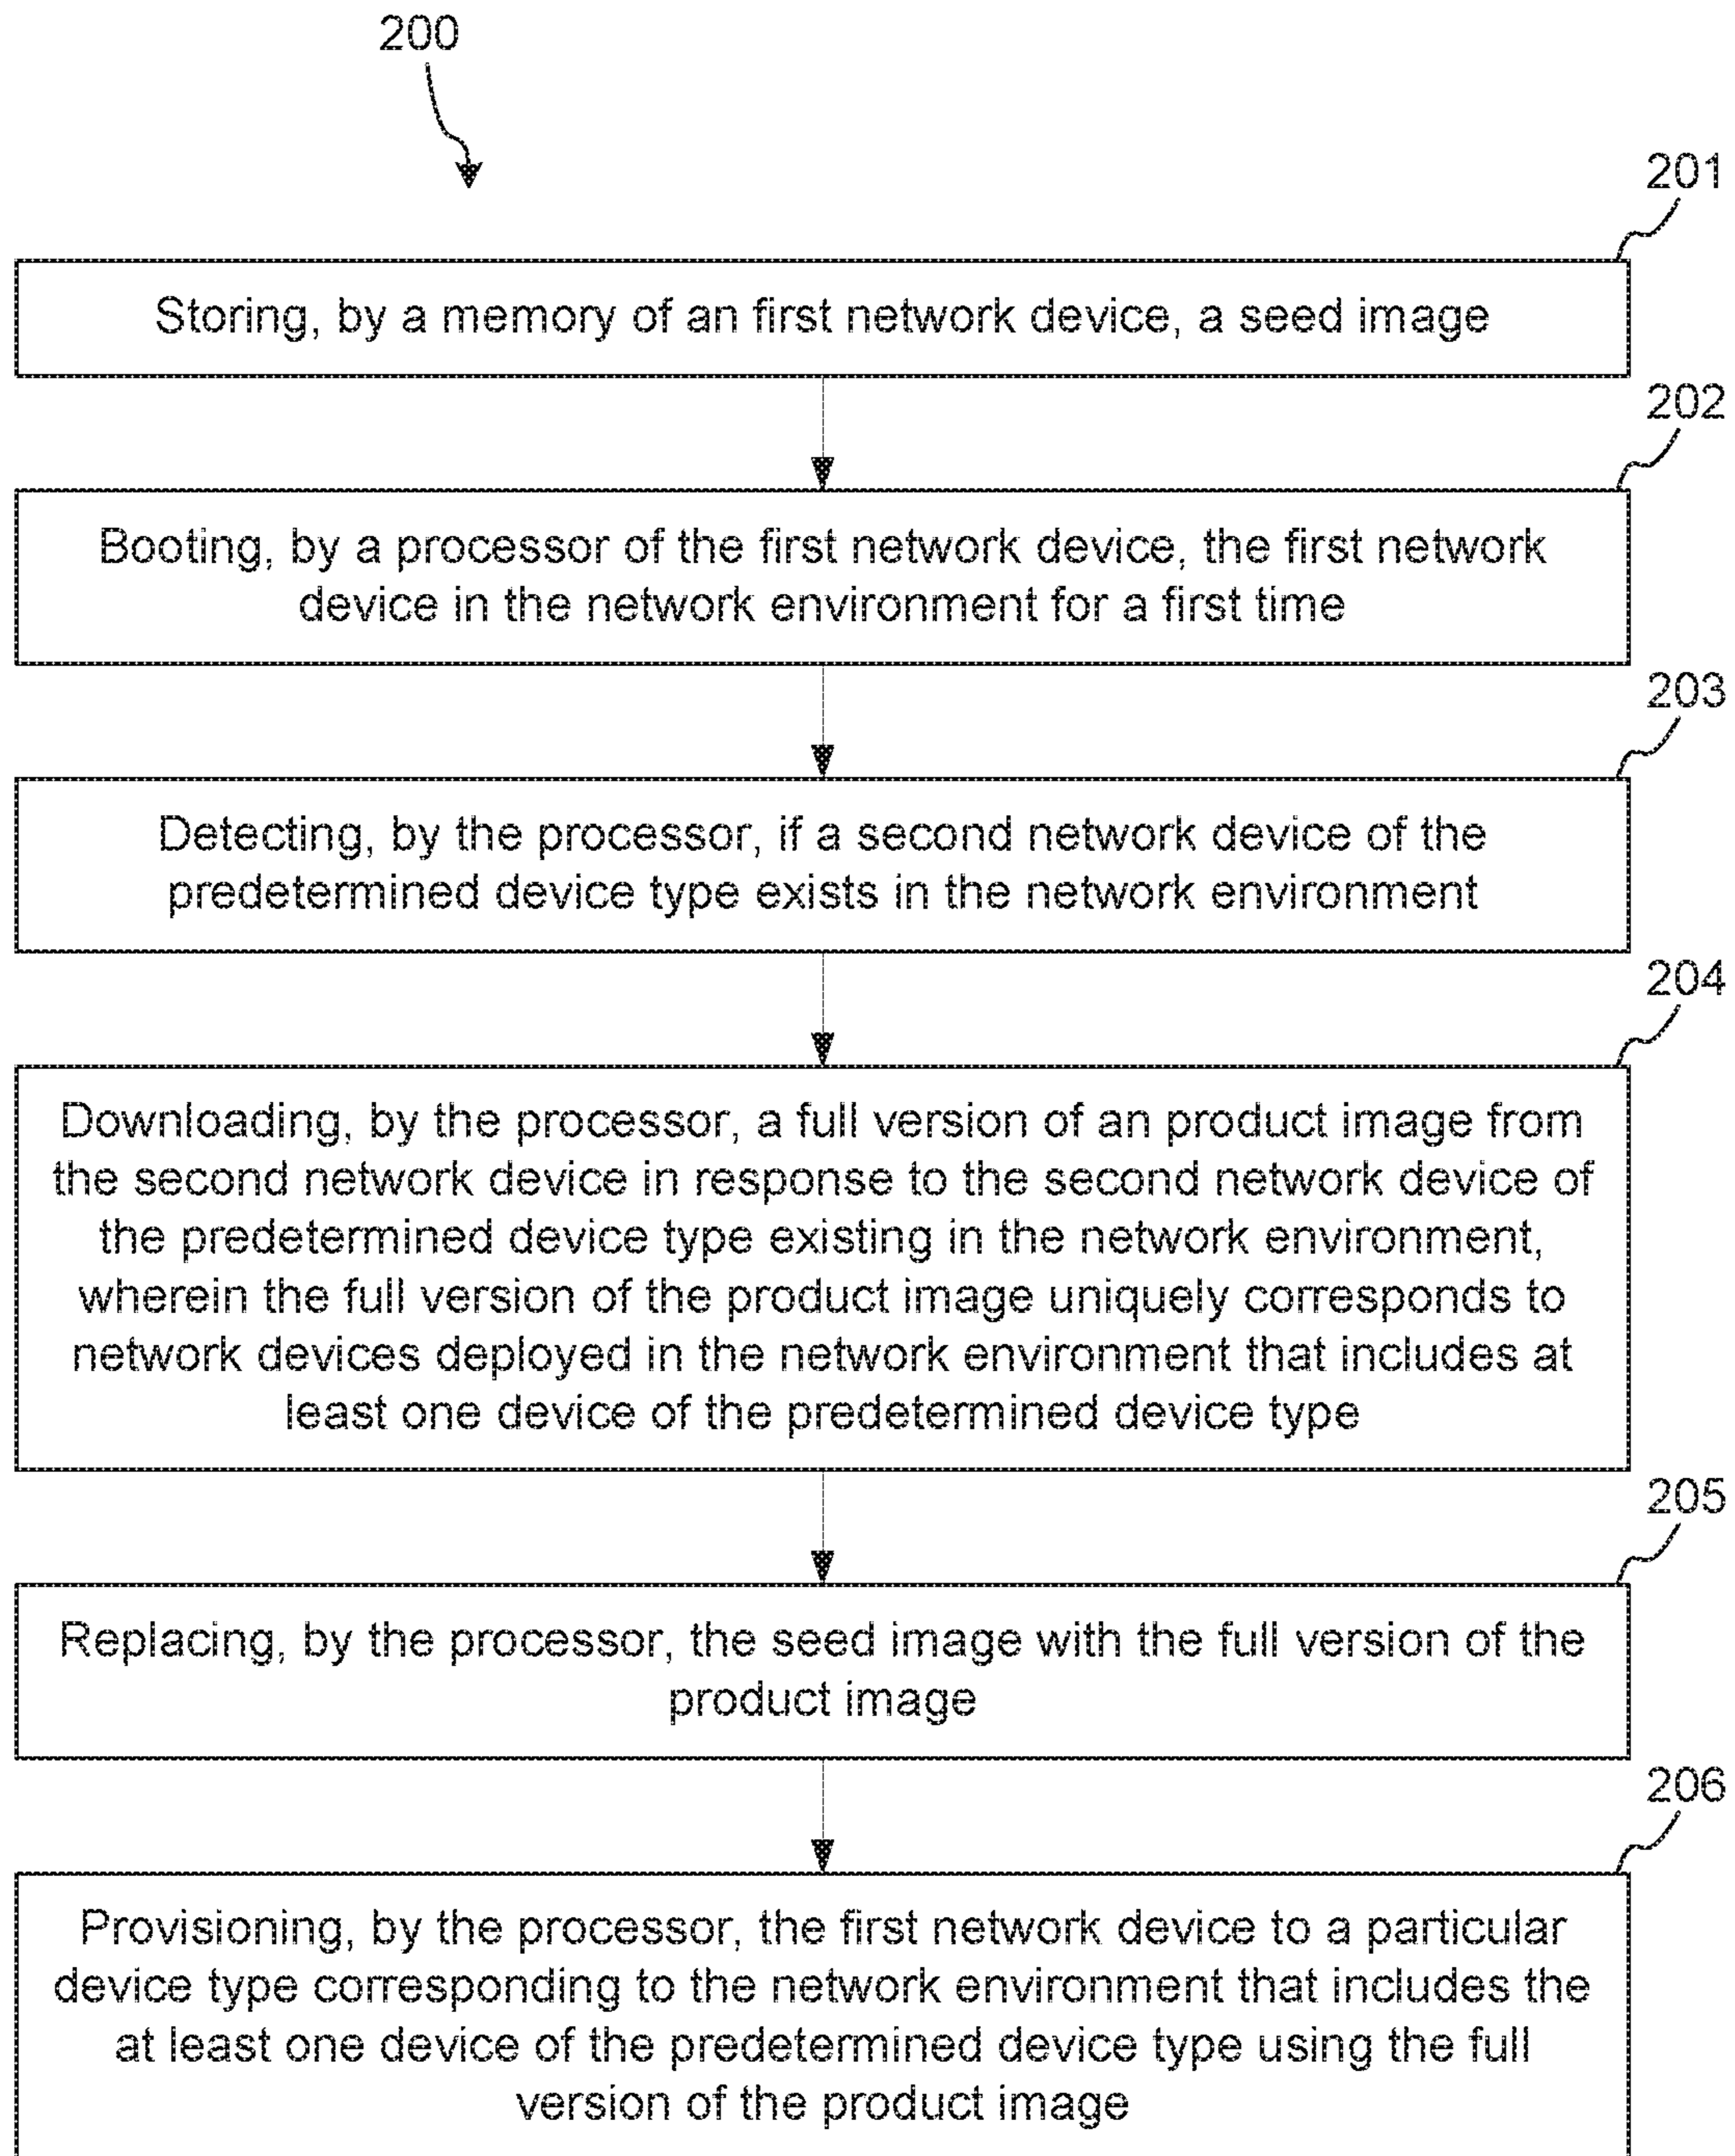 200
201
Storing, by a memory of an first network device, a seed image
202
Booting, by a processor of the first network device, the first network
device in the network environment for a first time
203
Detecting, by the processor, if a second network device of the
predetermined device type exists in the network environment
204
Downloading, by the processor, a full version of an product image from
the second network device in response to the second network device of
the predetermined device type existing in the network environment,
wherein the full version of the product image uniquely corresponds to
network devices deployed in the network environment that includes at
least one device of the predetermined device type
205
Replacing, by the processor, the seed image with the full version of the
product image
206
Provisioning, by the processor, the first network device to a particular
device type corresponding to the network environment that includes the
at least one device of the predetermined device type using the full
version of the product image